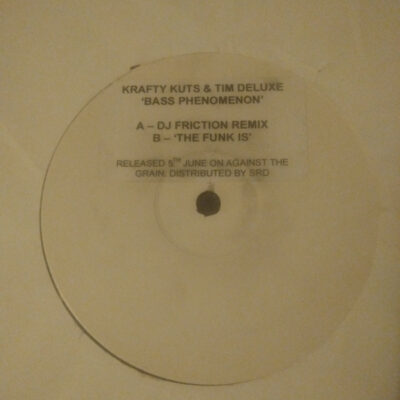 KRAFTY KUTS & TIM DELUXE
'BASS PHENOMENON'
A – DJ FRICTION REMIX
B – 'THE FUNK IS'
RELEASED 5TH JUNE ON AGAINST THE
GRAIN. DISTRIBUTED BY SRD